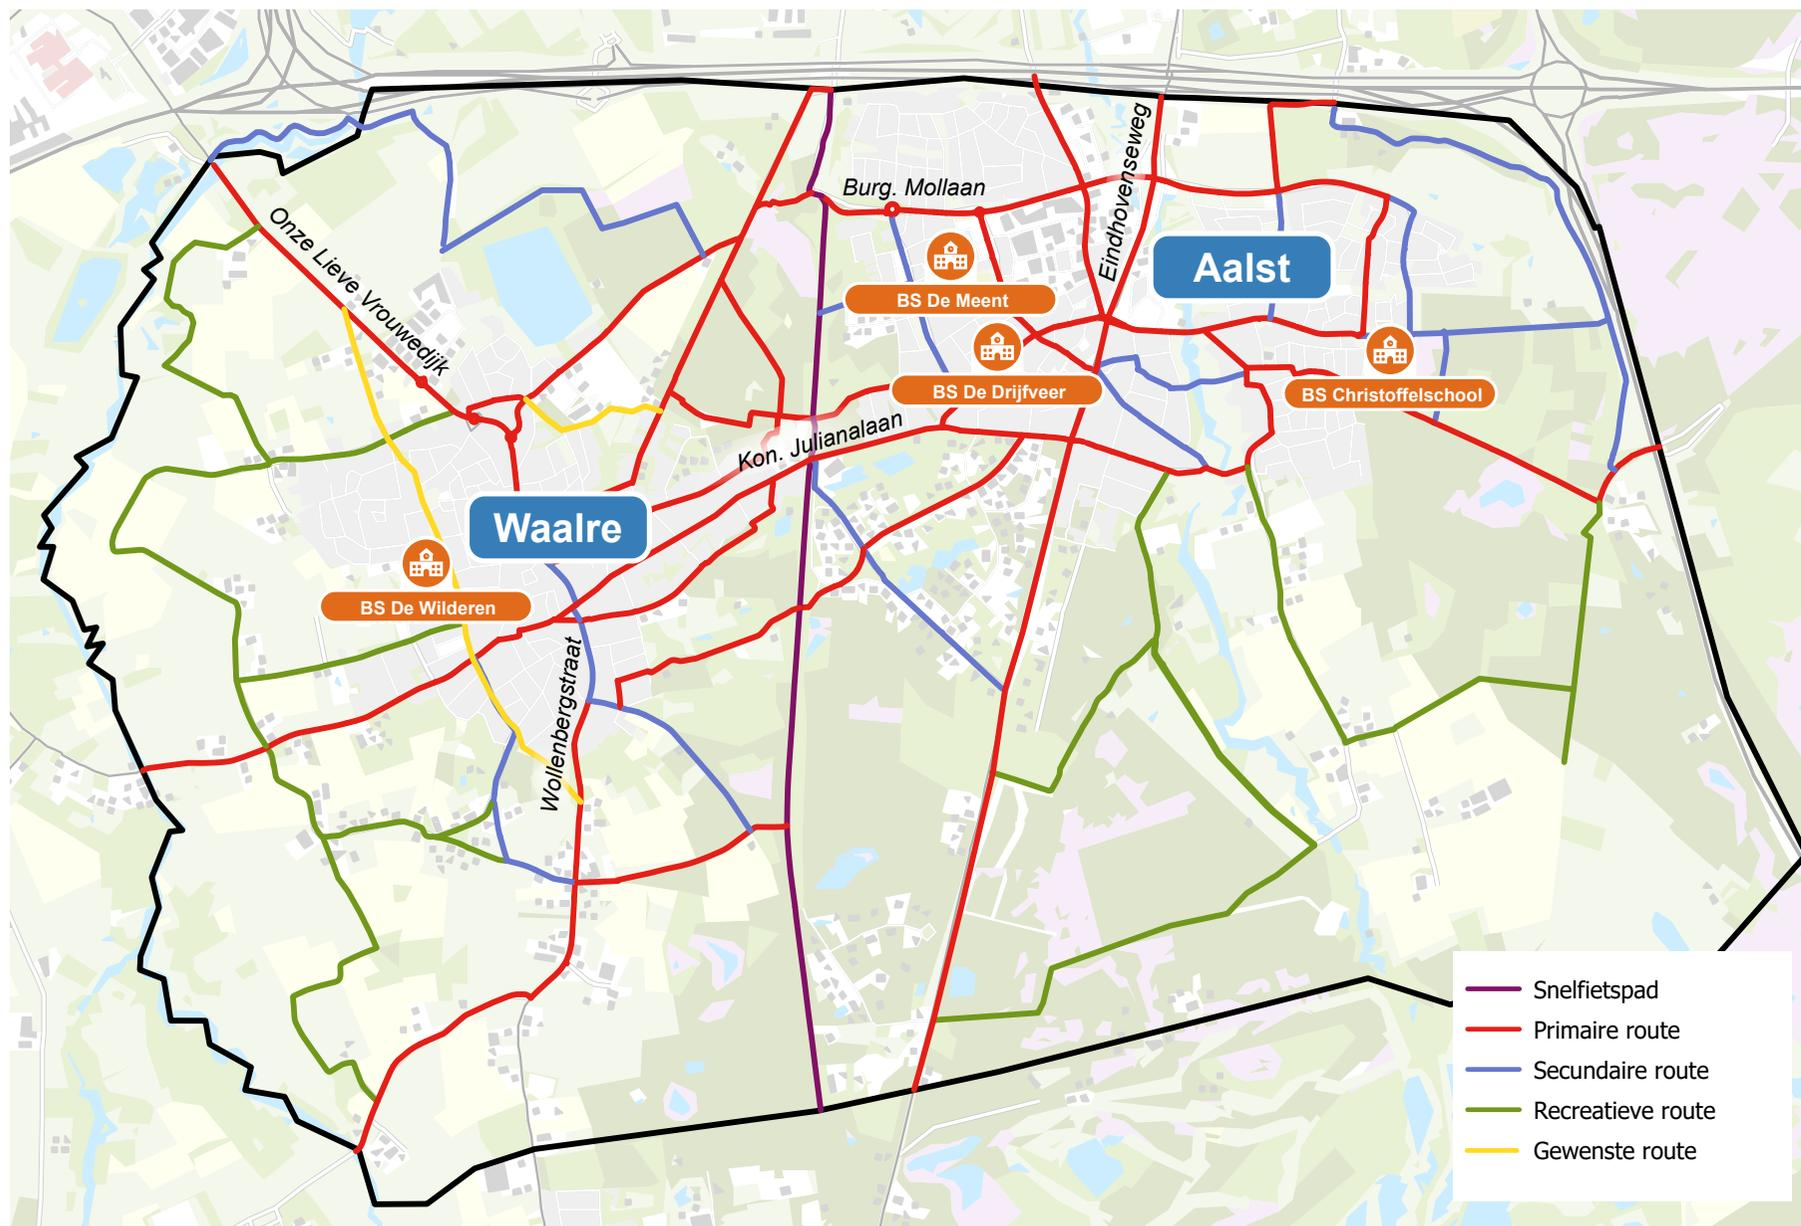 Burg. Mollaan
Eindhovenseweg
Onze Lieve Vrouwedijk
Aalst
BS De Meent
BS De Drijfveer
BS Christoffelschool
Kon. Julianalaan
Waalre
BS De Wilderen
Wollenbergstraat
Snelfietspad
Primaire route
Secundaire route
Recreatieve route
Gewenste route